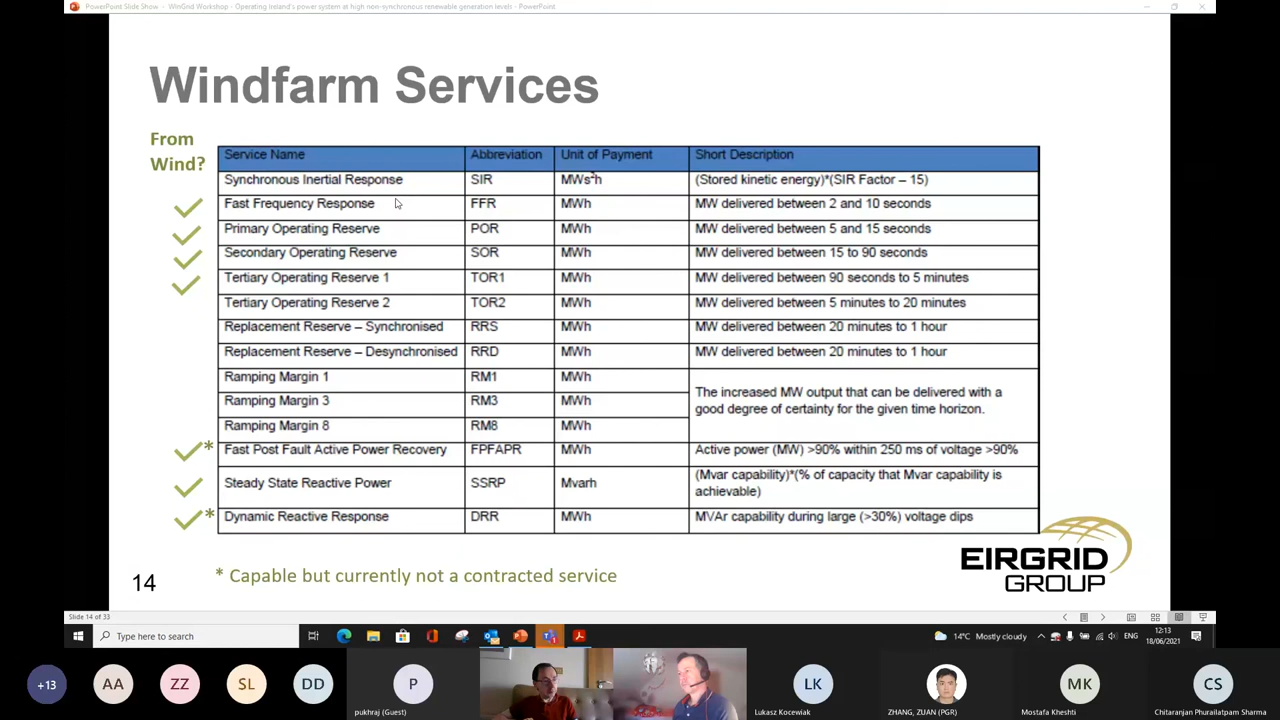 PowerPoint Slide Show - WinGrid Workshop - Operating Ireland's power system at high non-synchronous renewable generation levels - PowerPoint
Windfarm Services
From
Wind?
Service Name Abbreviation Unit of Payment Short Description
Synchronous Inertial Response SIR MWs²h (Stored kinetic energy)*(SIR Factor – 15)
Fast Frequency Response FFR MWh MW delivered between 2 and 10 seconds
Primary Operating Reserve POR MWh MW delivered between 5 and 15 seconds
Secondary Operating Reserve SOR MWh MW delivered between 15 to 90 seconds
Tertiary Operating Reserve 1 TOR1 MWh MW delivered between 90 seconds to 5 minutes
Tertiary Operating Reserve 2 TOR2 MWh MW delivered between 5 minutes to 20 minutes
Replacement Reserve – Synchronised RRS MWh MW delivered between 20 minutes to 1 hour
Replacement Reserve – Desynchronised RRD MWh MW delivered between 20 minutes to 1 hour
Ramping Margin 1 RM1 MWh
Ramping Margin 3 RM3 MWh
Ramping Margin 8 RM8 MWh
The increased MW output that can be delivered with a
good degree of certainty for the given time horizon.
* Fast Post Fault Active Power Recovery FPFAPR MWh Active power (MW) >90% within 250 ms of voltage >90%
Steady State Reactive Power SSRP Mvarh (Mvar capability)*(% of capacity that Mvar capability is
achievable)
* Dynamic Reactive Response DRR MWh MVAr capability during large (>30%) voltage dips
EIRGRID
GROUP
14
* Capable but currently not a contracted service
Slide 14 of 33
Type here to search
14°C Mostly cloudy
ENG
12:13
18/06/2021
+13
AA
ZZ
SL
DD
P
pukhraj (Guest)
LK
Lukasz Kocewiak
ZHANG, ZUAN (PGR)
MK
Mostafa Kheshti
CS
Chitaranjan Phurailatpam Sharma